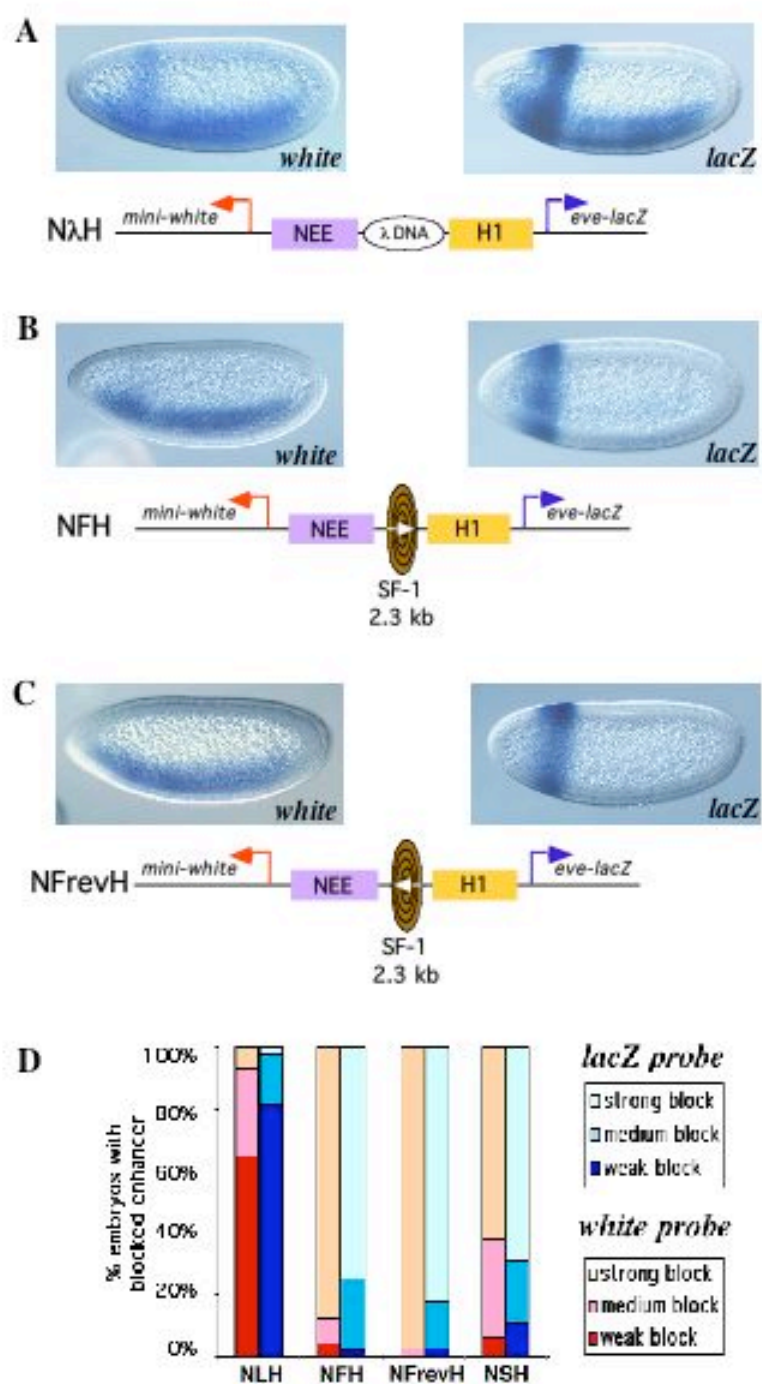 A
white
lacZ
NλH mini-white NEE λ DNA H1 eve-lacZ
B
white
lacZ
NFH mini-white NEE H1 eve-lacZ
SF-1
2.3 kb
C
white
lacZ
NFrevH mini-white NEE H1 eve-lacZ
SF-1
2.3 kb
D
% embryos with
blocked enhancer
100%
80%
60%
40%
20%
0%
NLH NFH NFrevH NSH
lacZ probe
strong block
medium block
weak block
white probe
strong block
medium block
weak block